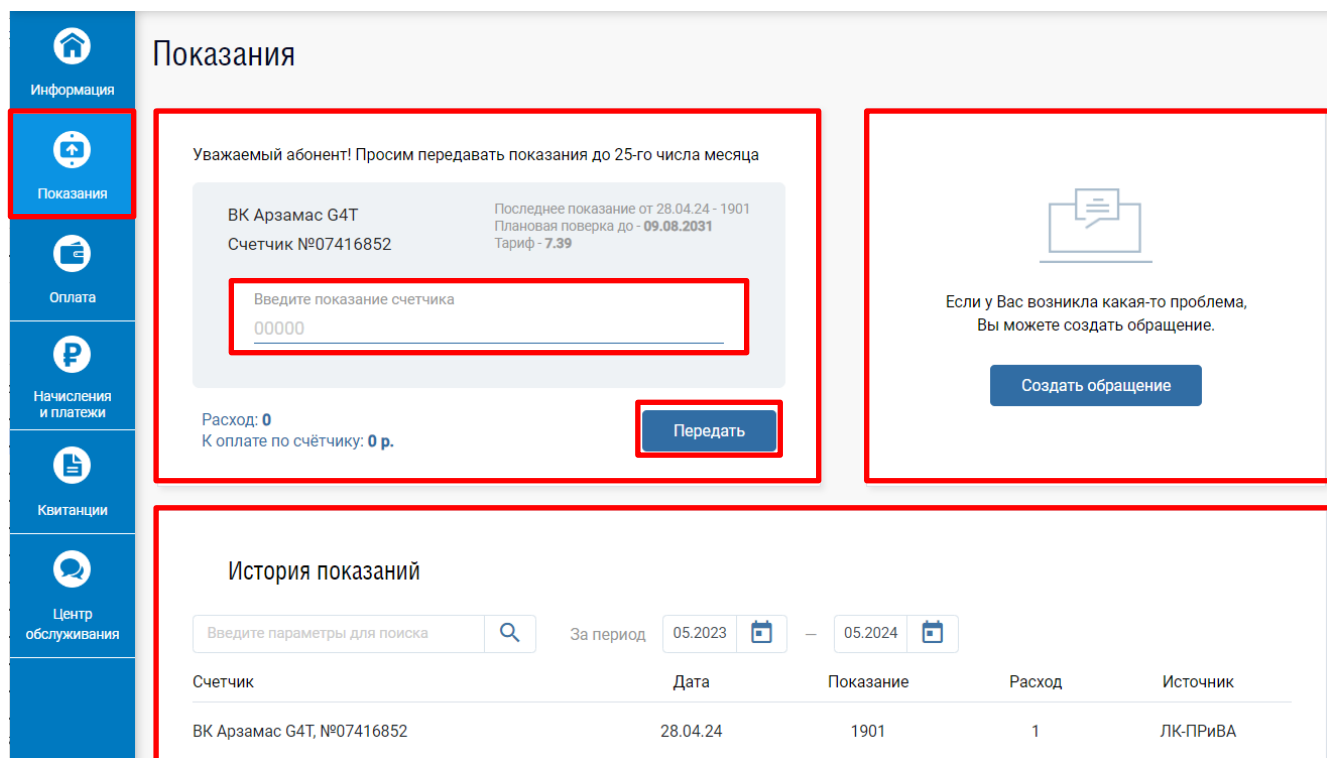 Информация
Показания
Оплата
Начисления
и платежи
Квитанции
Центр
обслуживания
Показания
Уважаемый абонент! Просим передавать показания до 25-го числа месяца
ВК Арзамас G4T
Счетчик №07416852
Последнее показание от 28.04.24 - 1901
Плановая поверка до - 09.08.2031
Тариф - 7.39
Введите показание счетчика
00000
Расход: 0
К оплате по счётчику: 0 р.
Передать
Если у Вас возникла какая-то проблема,
Вы можете создать обращение.
Создать обращение
История показаний
Введите параметры для поиска За период 05.2023 – 05.2024
Счетчик Дата Показание Расход Источник
ВК Арзамас G4T, №07416852 28.04.24 1901 1 ЛК-ПРиВА